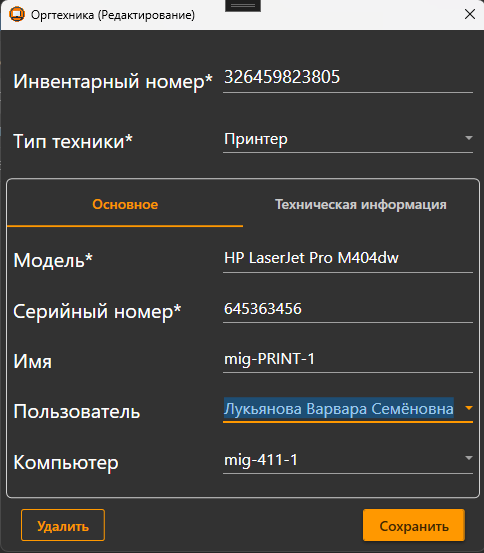 Оргтехника (Редактирование)
Инвентарный номер* 326459823805
Тип техники* Принтер
Основное Техническая информация
Модель* HP LaserJet Pro M404dw
Серийный номер* 645363456
Имя mig-PRINT-1
Пользователь Лукьянова Варвара Семёновна
Компьютер mig-411-1
Удалить Сохранить